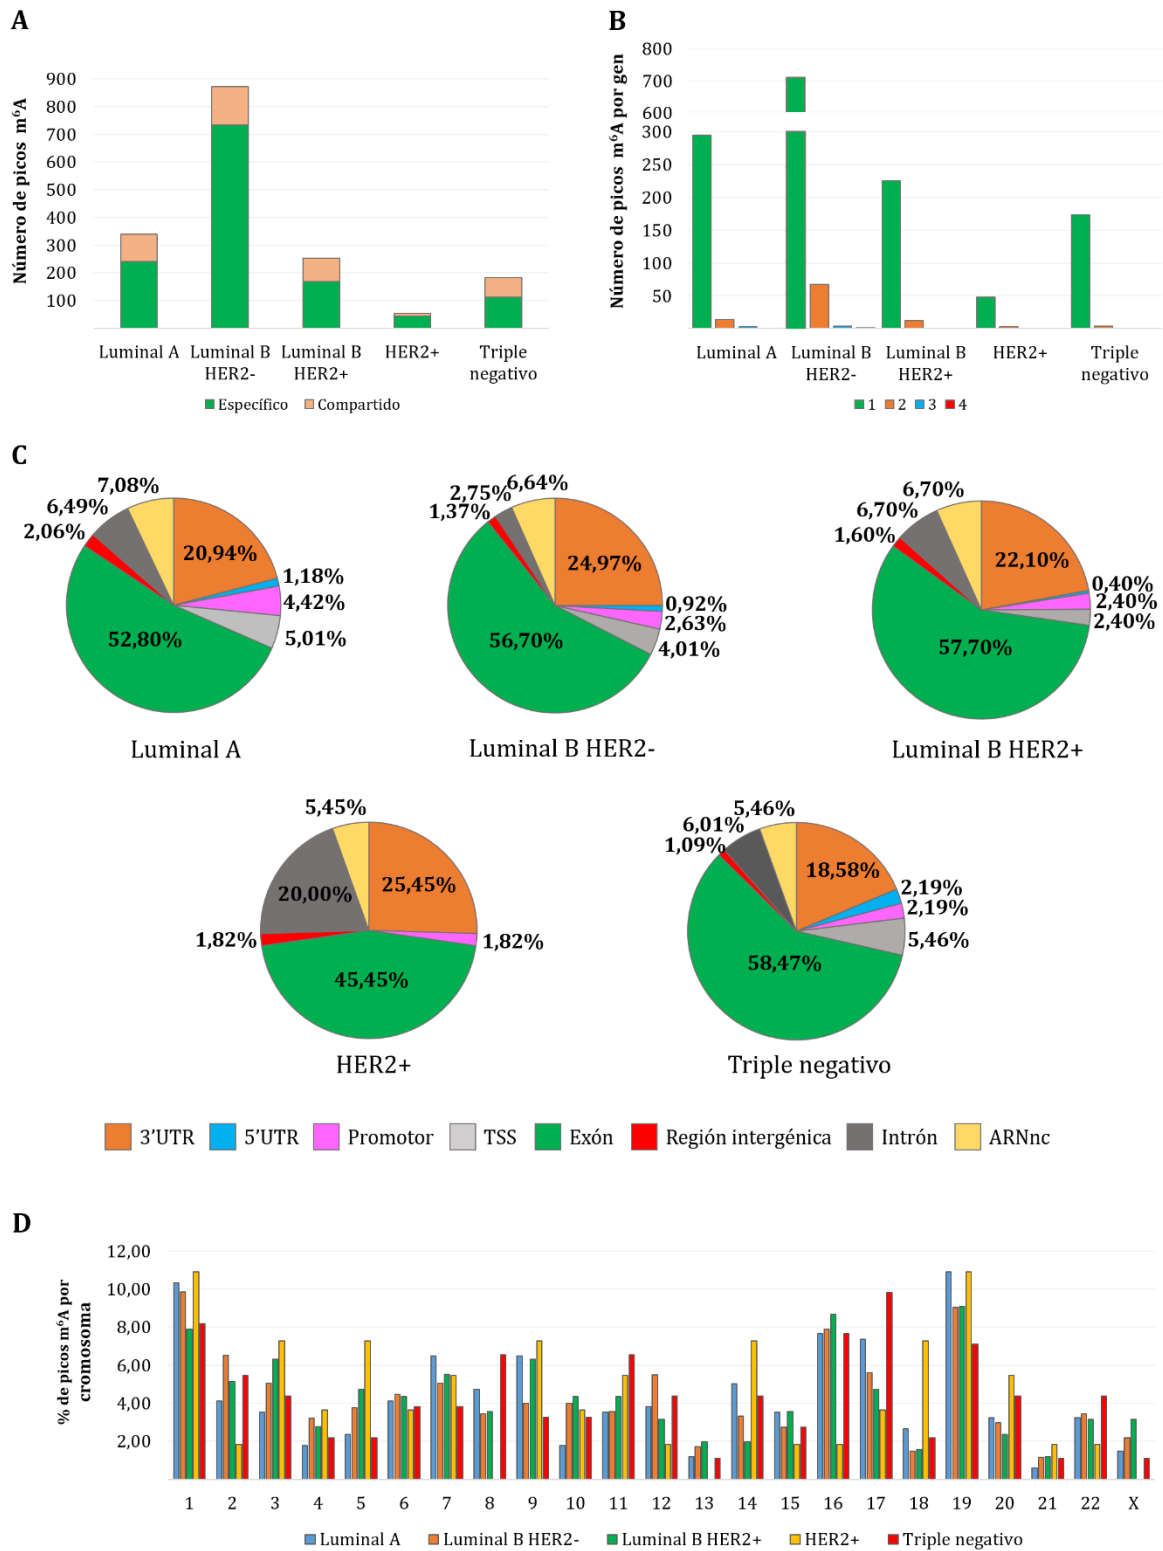 A
Número de picos m⁶A
900
800
700
600
500
400
300
200
100
Luminal A
Luminal B HER2-
Luminal B HER2+
HER2+
Triple negativo
Específico
Compartido
B
Número de picos m⁶A por gen
800
700
600
300
250
200
150
100
50
Luminal A
Luminal B HER2-
Luminal B HER2+
HER2+
Triple negativo
1
2
3
4
C
7,08%
6,49%
2,06%
20,94%
1,18%
4,42%
5,01%
52,80%
Luminal A
6,64%
2,75%
1,37%
24,97%
0,92%
2,63%
4,01%
56,70%
Luminal B HER2-
6,70%
6,70%
1,60%
22,10%
0,40%
2,40%
2,40%
57,70%
Luminal B HER2+
5,45%
20,00%
25,45%
1,82%
1,82%
45,45%
HER2+
5,46%
6,01%
1,09%
18,58%
2,19%
2,19%
5,46%
58,47%
Triple negativo
3'UTR
5'UTR
Promotor
TSS
Exón
Región intergénica
Intrón
ARNnc
D
% de picos m⁶A por cromosoma
12,00
10,00
8,00
6,00
4,00
2,00
1 2 3 4 5 6 7 8 9 10 11 12 13 14 15 16 17 18 19 20 21 22 X
Luminal A
Luminal B HER2-
Luminal B HER2+
HER2+
Triple negativo